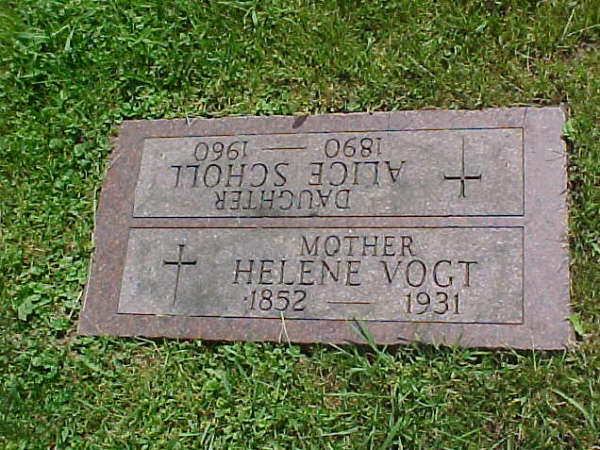 DAUGHTER
ALICE SCHOLL
1890 — 1960
MOTHER
HELENE VOGT
1852 — 1931